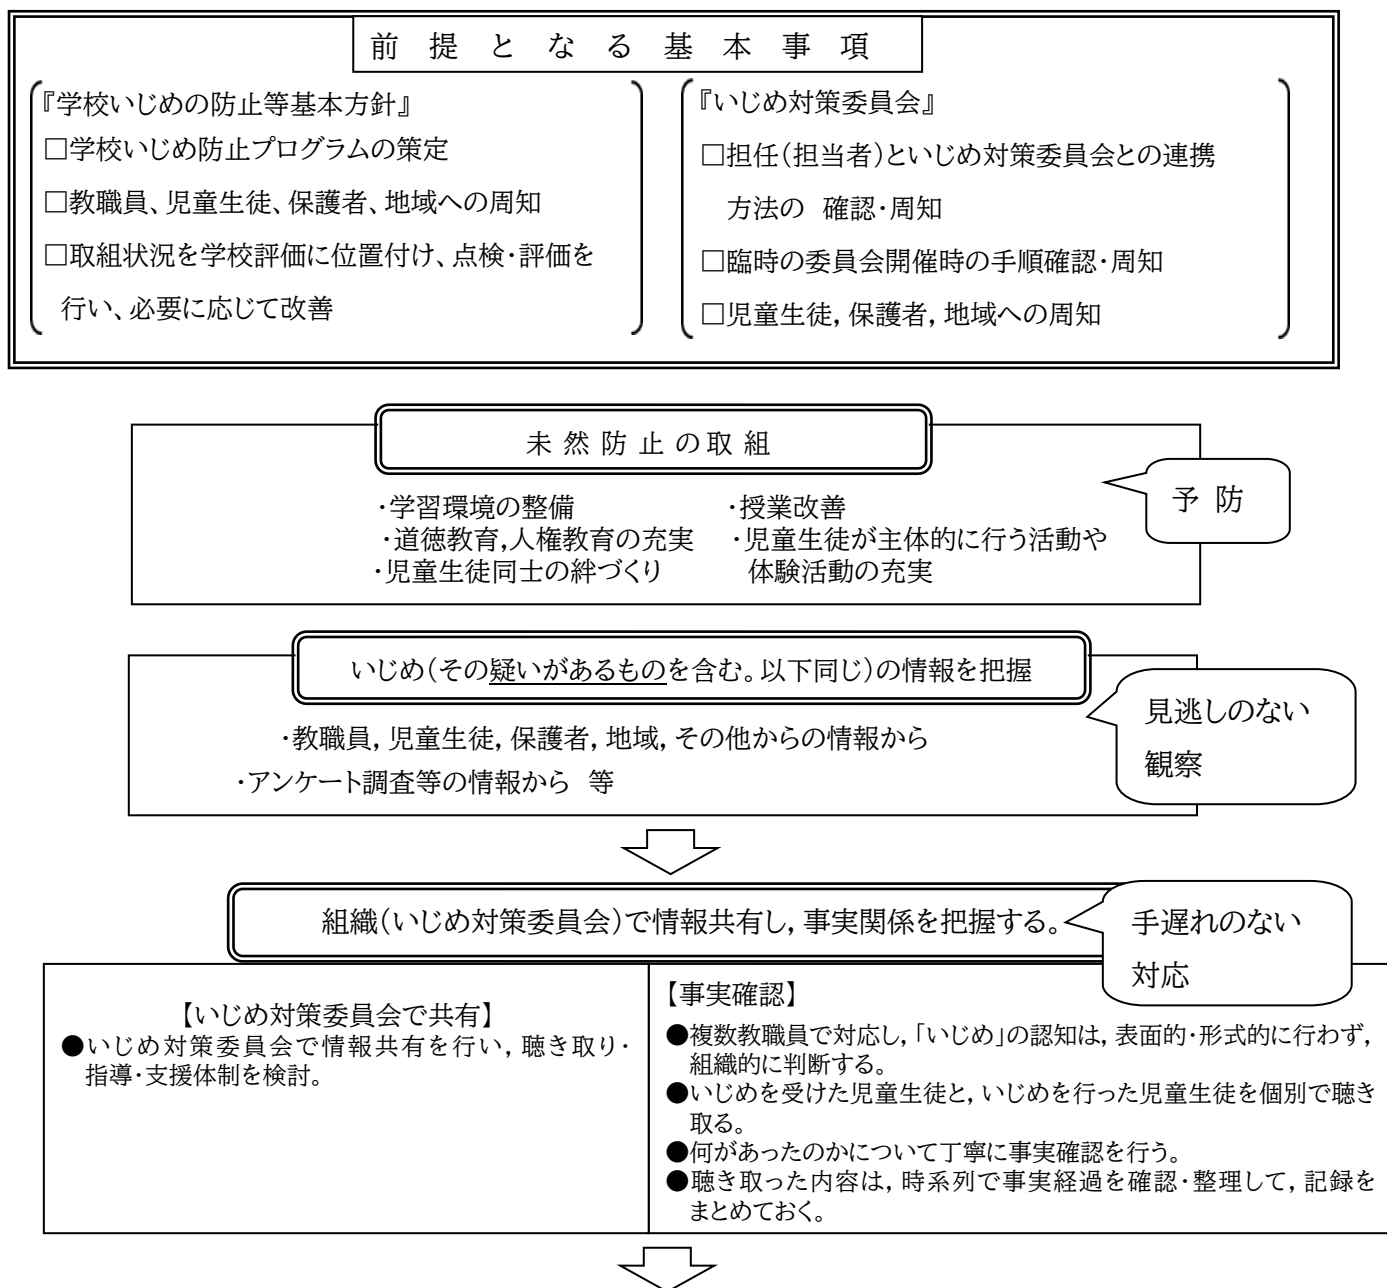 前提となる基本事項
『学校いじめの防止等基本方針』
□学校いじめ防止プログラムの策定
□教職員、児童生徒、保護者、地域への周知
□取組状況を学校評価に位置付け、点検・評価を
行い、必要に応じて改善
『いじめ対策委員会』
□担任(担当者)といじめ対策委員会との連携
方法の 確認・周知
□臨時の委員会開催時の手順確認・周知
□児童生徒，保護者，地域への周知
未然防止の取組
予 防
・学習環境の整備
・道徳教育，人権教育の充実
・児童生徒同士の絆づくり
・授業改善
・児童生徒が主体的に行う活動や
体験活動の充実
いじめ(その疑いがあるものを含む。以下同じ)の情報を把握
見逃しのない
観察
・教職員，児童生徒，保護者，地域，その他からの情報から
・アンケート調査等の情報から 等
組織(いじめ対策委員会)で情報共有し，事実関係を把握する。
手遅れのない
対応
【いじめ対策委員会で共有】
●いじめ対策委員会で情報共有を行い，聴き取り・
指導・支援体制を検討。
【事実確認】
●複数教職員で対応し，「いじめ」の認知は，表面的・形式的に行わず，
組織的に判断する。
●いじめを受けた児童生徒と，いじめを行った児童生徒を個別で聴き
取る。
●何があったのかについて丁寧に事実確認を行う。
●聴き取った内容は，時系列で事実経過を確認・整理して，記録を
まとめておく。